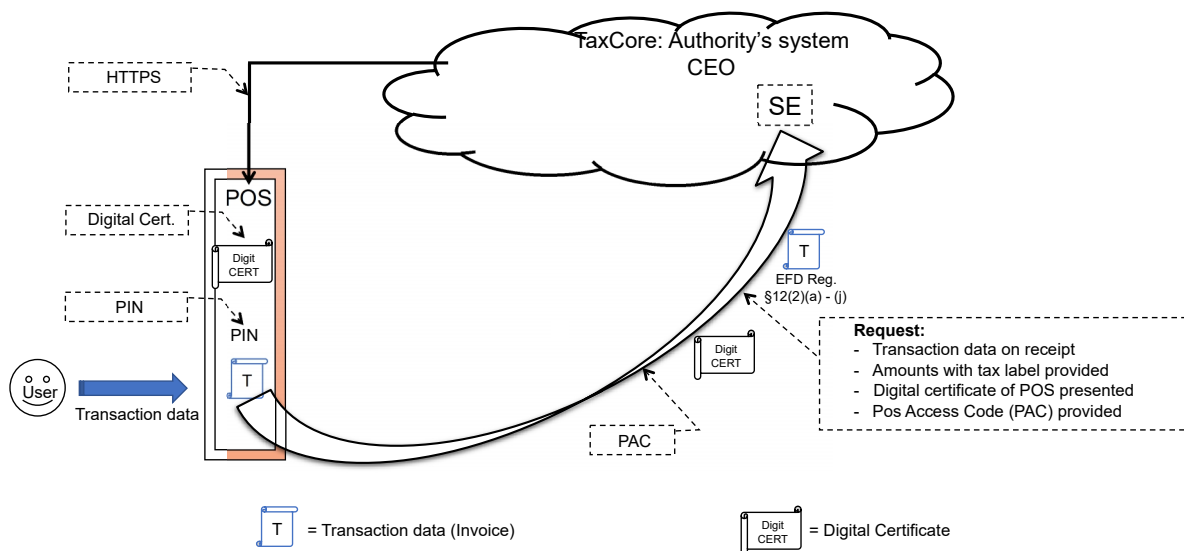 TaxCore: Authority's system
CEO
SE
HTTPS
POS
Digital Cert.
Digit
CERT
PIN
PIN
T
User
Transaction data
T
EFD Reg.
§12(2)(a) - (j)
Digit
CERT
PAC
Request:
- Transaction data on receipt
- Amounts with tax label provided
- Digital certificate of POS presented
- Pos Access Code (PAC) provided
T = Transaction data (Invoice)
Digit
CERT = Digital Certificate